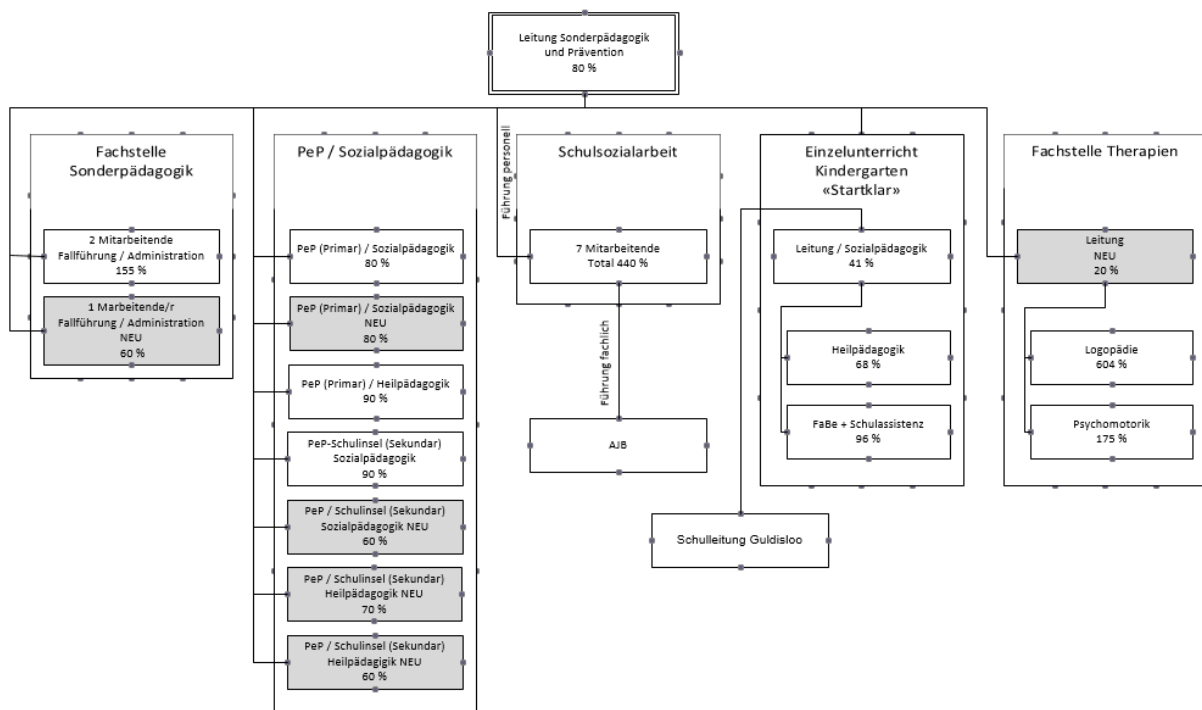 Leitung Sonderpädagogik
und Prävention
80 %
Fachstelle
Sonderpädagogik
2 Mitarbeitende
Fallführung / Administration
155 %
1 Marbeitende/r
Fallführung / Administration
NEU
60 %
PeP / Sozialpädagogik
PeP (Primar) / Sozialpädagogik
80 %
PeP (Primar) / Sozialpädagogik
NEU
80 %
PeP (Primar) / Heilpädagogik
90 %
PeP-Schulinsel (Sekundar)
Sozialpädagogik
90 %
PeP / Schulinsel (Sekundar)
Sozialpädagogik NEU
60 %
PeP / Schulinsel (Sekundar)
Heilpädagogik NEU
70 %
PeP / Schulinsel (Sekundar)
Heilpädagigik NEU
60 %
Führung personell
Schulsozialarbeit
7 Mitarbeitende
Total 440 %
Führung fachlich
AJB
Einzelunterricht
Kindergarten
«Startklar»
Leitung / Sozialpädagogik
41 %
Heilpädagogik
68 %
FaBe + Schulassistenz
96 %
Schulleitung Guldisloo
Fachstelle Therapien
Leitung
NEU
20 %
Logopädie
604 %
Psychomotorik
175 %